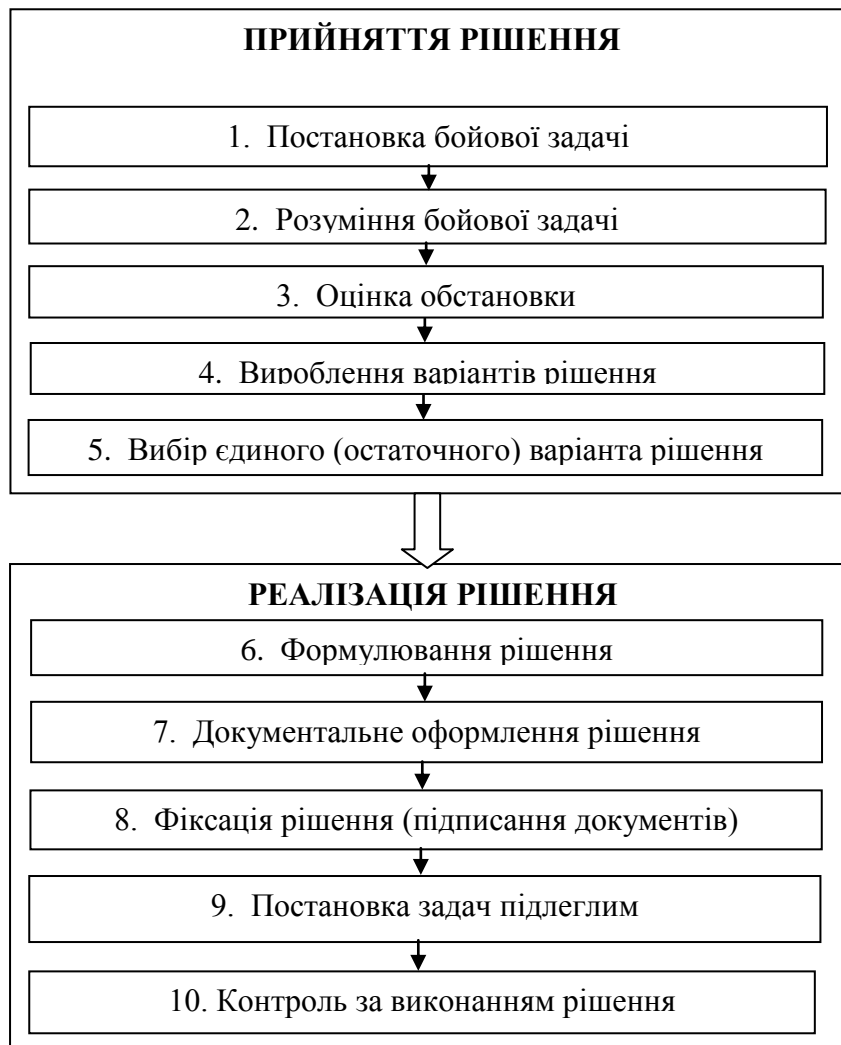 ПРИЙНЯТТЯ РІШЕННЯ
1. Постановка бойової задачі
2. Розуміння бойової задачі
3. Оцінка обстановки
4. Вироблення варіантів рішення
5. Вибір єдиного (остаточного) варіанта рішення
РЕАЛІЗАЦІЯ РІШЕННЯ
6. Формулювання рішення
7. Документальне оформлення рішення
8. Фіксація рішення (підписання документів)
9. Постановка задач підлеглим
10. Контроль за виконанням рішення